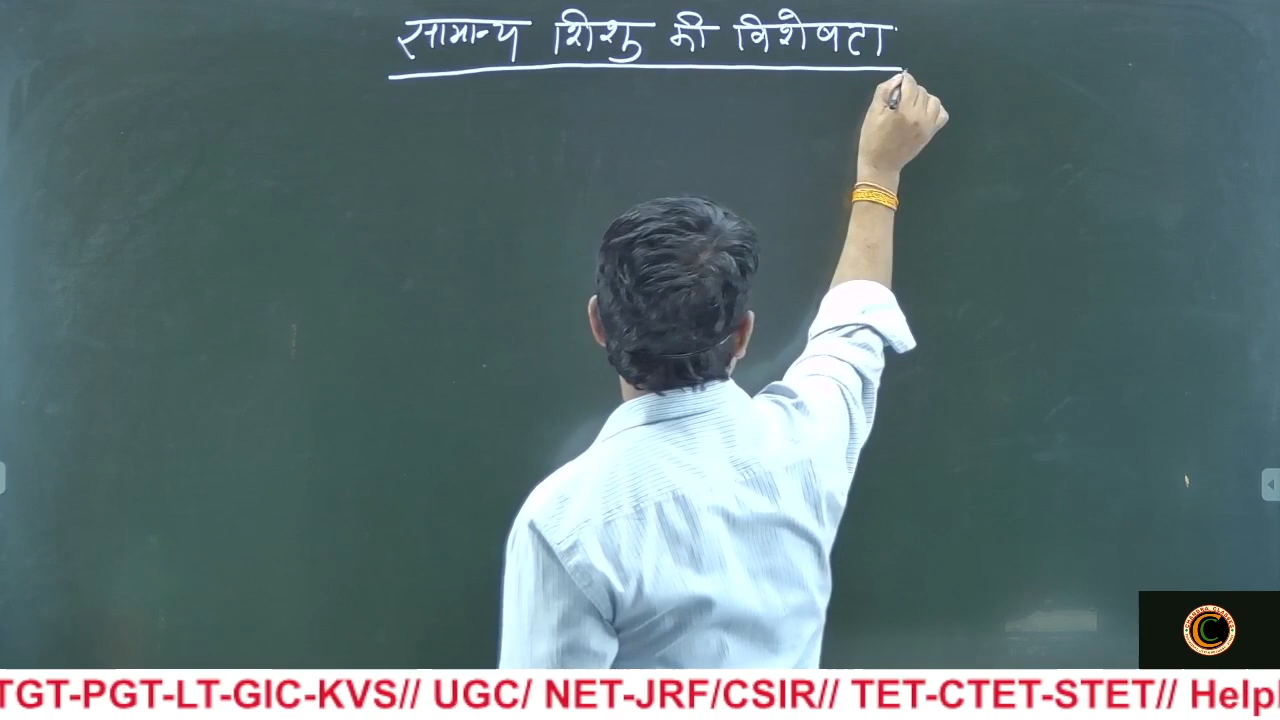 सामान्य शिशु की विशेषता
TGT-PGT-LT-GIC-KVS// UGC/ NET-JRF/CSIR// TET-CTET-STET// Help